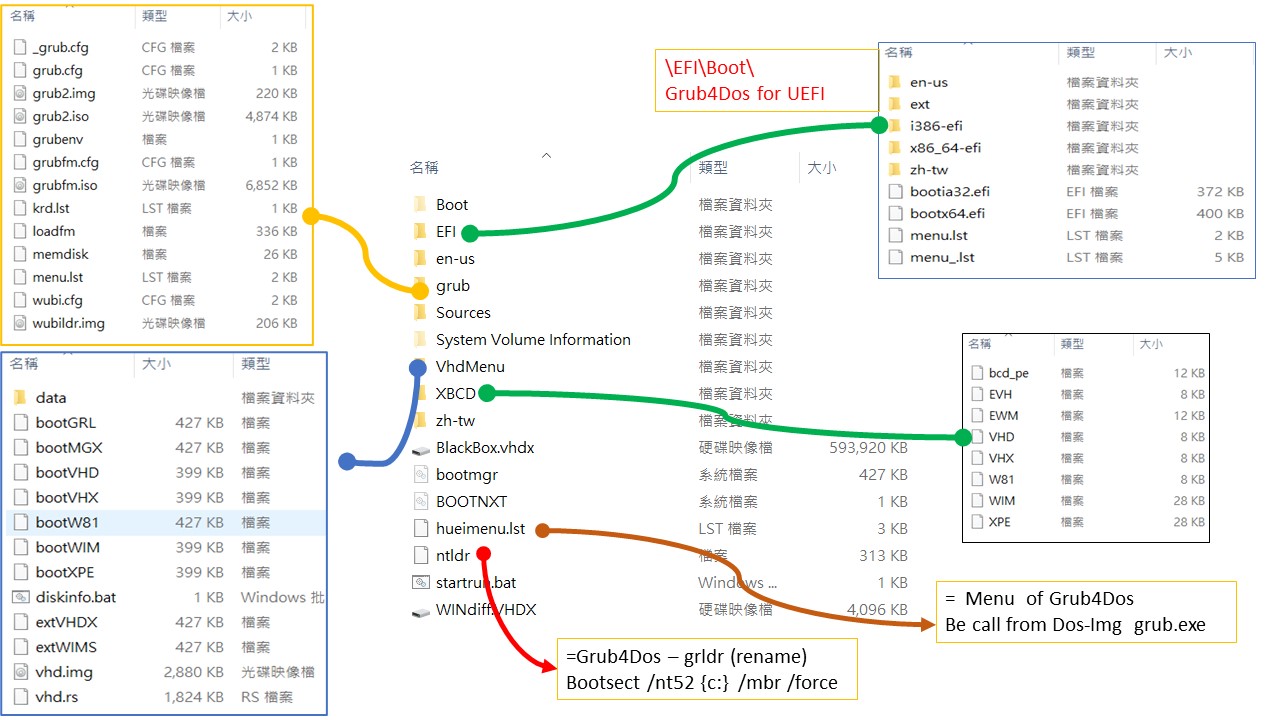 名稱 類型 大小
_grub.cfg CFG 檔案 2 KB
grub.cfg CFG 檔案 1 KB
grub2.img 光碟映像檔 220 KB
grub2.iso 光碟映像檔 4,874 KB
grubenv 檔案 1 KB
grubfm.cfg CFG 檔案 1 KB
grubfm.iso 光碟映像檔 6,852 KB
krd.lst LST 檔案 1 KB
loadfm 檔案 336 KB
memdisk 檔案 26 KB
menu.lst LST 檔案 2 KB
wubi.cfg CFG 檔案 2 KB
wubildr.img 光碟映像檔 206 KB
名稱 大小 類型
data 檔案資料夾
bootGRL 427 KB 檔案
bootMGX 427 KB 檔案
bootVHD 399 KB 檔案
bootVHX 399 KB 檔案
bootW81 427 KB 檔案
bootWIM 399 KB 檔案
bootXPE 399 KB 檔案
diskinfo.bat 1 KB Windows 批
extVHDX 427 KB 檔案
extWIMS 427 KB 檔案
vhd.img 2,880 KB 光碟映像檔
vhd.rs 1,824 KB RS 檔案
名稱 類型 大小
Boot 檔案資料夾
EFI 檔案資料夾
en-us 檔案資料夾
grub 檔案資料夾
Sources 檔案資料夾
System Volume Information 檔案資料夾
VhdMenu 檔案資料夾
XBCD 檔案資料夾
zh-tw 檔案資料夾
BlackBox.vhdx 硬碟映像檔 593,920 KB
bootmgr 系統檔案 427 KB
BOOTNXT 系統檔案 1 KB
hueimenu.lst LST 檔案 3 KB
ntldr 檔案 313 KB
startrun.bat Windows ... 1 KB
WINdiff.VHDX 硬碟映像檔 4,096 KB
\EFI\Boot\
Grub4Dos for UEFI
名稱 類型 大小
en-us 檔案資料夾
ext 檔案資料夾
i386-efi 檔案資料夾
x86_64-efi 檔案資料夾
zh-tw 檔案資料夾
bootia32.efi EFI 檔案 372 KB
bootx64.efi EFI 檔案 400 KB
menu.lst LST 檔案 2 KB
menu_.lst LST 檔案 5 KB
名稱 類型 大小
bcd_pe 檔案 12 KB
EVH 檔案 8 KB
EWM 檔案 12 KB
VHD 檔案 8 KB
VHX 檔案 8 KB
W81 檔案 8 KB
WIM 檔案 28 KB
XPE 檔案 28 KB
= Menu of Grub4Dos
Be call from Dos-Img grub.exe
=Grub4Dos – grldr (rename)
Bootsect /nt52 {c:} /mbr /force